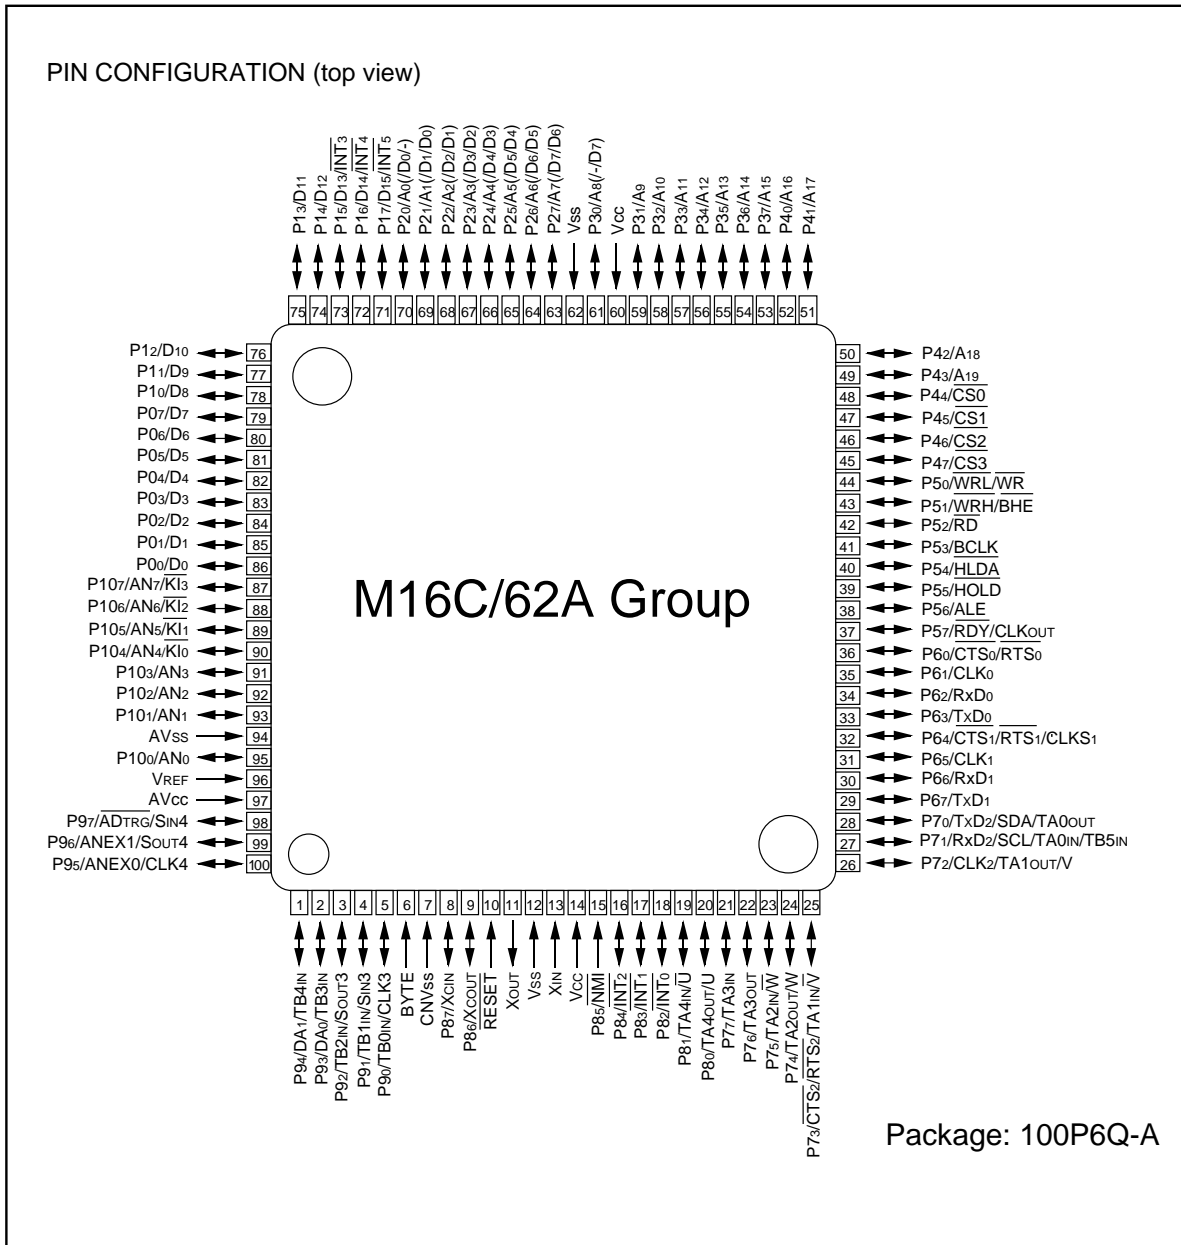 PIN CONFIGURATION (top view)
P13/D11
P14/D12
P15/D13/INT3
P16/D14/INT4
P17/D15/INT5
P20/A0(/D0/-)
P21/A1(/D1/D0)
P22/A2(/D2/D1)
P23/A3(/D3/D2)
P24/A4(/D4/D3)
P25/A5(/D5/D4)
P26/A6(/D6/D5)
P27/A7(/D7/D6)
Vss
P30/A8(-/D7)
Vcc
P31/A9
P32/A10
P33/A11
P34/A12
P35/A13
P36/A14
P37/A15
P40/A16
P41/A17
75 74 73 72 71 70 69 68 67 66 65 64 63 62 61 60 59 58 57 56 55 54 53 52 51
P12/D10 76
P11/D9 77
P10/D8 78
P07/D7 79
P06/D6 80
P05/D5 81
P04/D4 82
P03/D3 83
P02/D2 84
P01/D1 85
P00/D0 86
P107/AN7/KI3 87
P106/AN6/KI2 88
P105/AN5/KI1 89
P104/AN4/KI0 90
P103/AN3 91
P102/AN2 92
P101/AN1 93
AVSS 94
P100/AN0 95
VREF 96
AVcc 97
P97/ADTRG/SIN4 98
P96/ANEX1/SOUT4 99
P95/ANEX0/CLK4 100
M16C/62A Group
50 P42/A18
49 P43/A19
48 P44/CS0
47 P45/CS1
46 P46/CS2
45 P47/CS3
44 P50/WRL/WR
43 P51/WRH/BHE
42 P52/RD
41 P53/BCLK
40 P54/HLDA
39 P55/HOLD
38 P56/ALE
37 P57/RDY/CLKOUT
36 P60/CTS0/RTS0
35 P61/CLK0
34 P62/RxD0
33 P63/TxD0
32 P64/CTS1/RTS1/CLKS1
31 P65/CLK1
30 P66/RxD1
29 P67/TxD1
28 P70/TxD2/SDA/TA0OUT
27 P71/RxD2/SCL/TA0IN/TB5IN
26 P72/CLK2/TA1OUT/V
1 2 3 4 5 6 7 8 9 10 11 12 13 14 15 16 17 18 19 20 21 22 23 24 25
P94/DA1/TB4IN
P93/DA0/TB3IN
P92/TB2IN/SOUT3
P91/TB1IN/SIN3
P90/TB0IN/CLK3
BYTE
CNVss
P87/XCIN
P86/XCOUT
RESET
XOUT
VSS
XIN
VCC
P85/NMI
P84/INT2
P83/INT1
P82/INT0
P81/TA4IN/U
P80/TA4OUT/U
P77/TA3IN
P76/TA3OUT
P75/TA2IN/W
P74/TA2OUT/W
P73/CTS2/RTS2/TA1IN/V
Package: 100P6Q-A